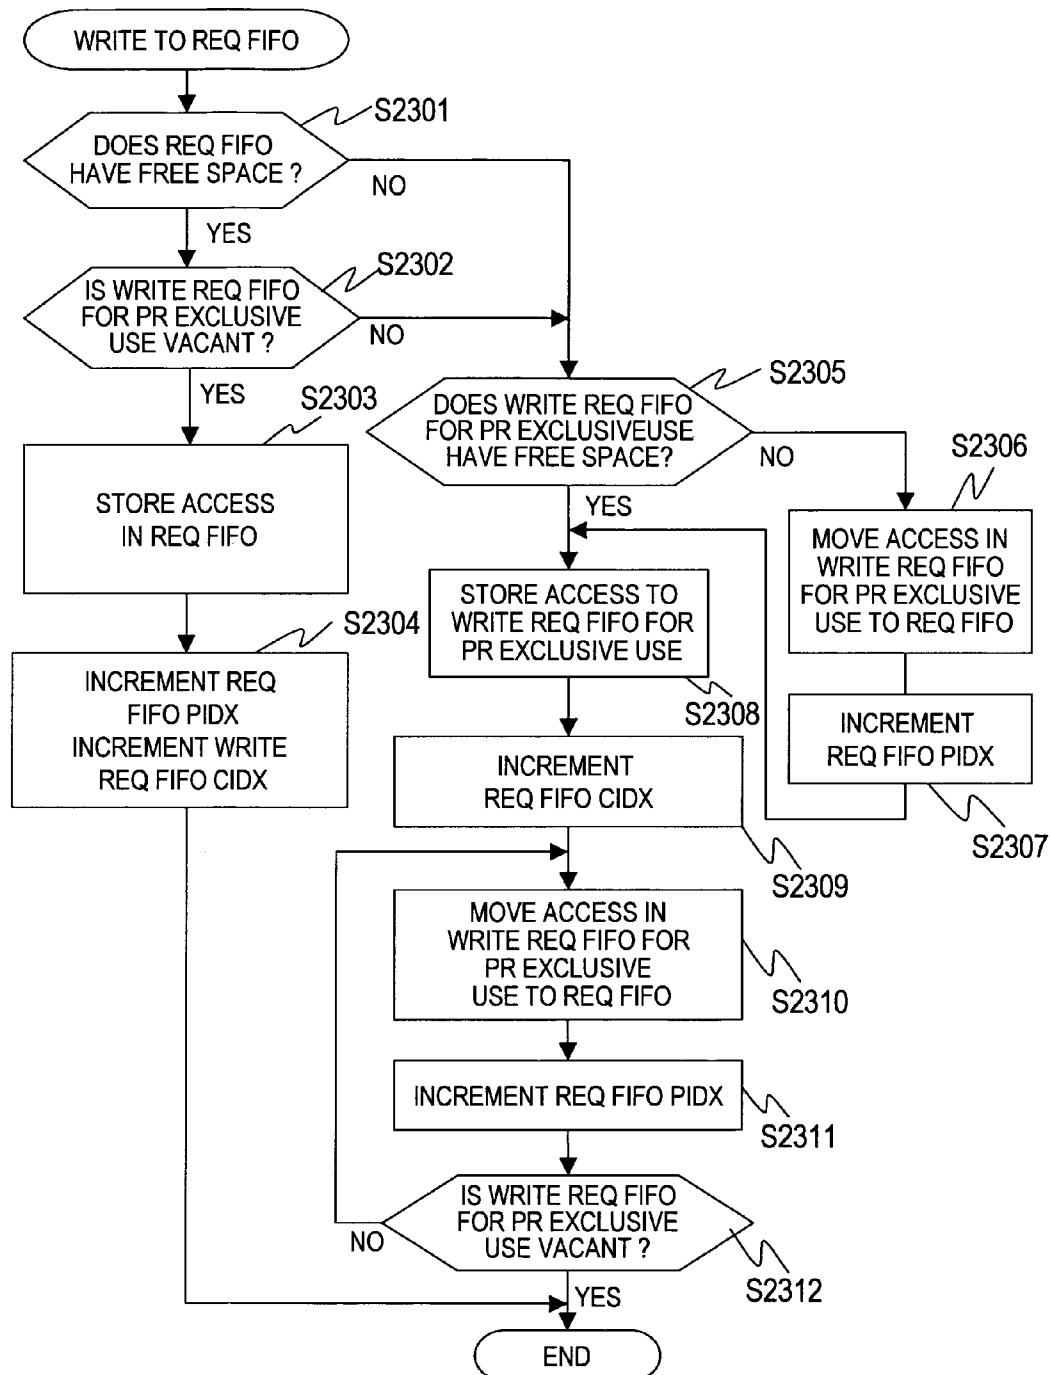 WRITE TO REQ FIFO
S2301
DOES REQ FIFO
HAVE FREE SPACE ?
NO
YES
S2302
IS WRITE REQ FIFO
FOR PR EXCLUSIVE
USE VACANT ?
NO
YES
S2303
STORE ACCESS
IN REQ FIFO
S2304
INCREMENT REQ
FIFO PIDX
INCREMENT WRITE
REQ FIFO CIDX
S2305
DOES WRITE REQ FIFO
FOR PR EXCLUSIVEUSE
HAVE FREE SPACE?
NO
YES
S2306
MOVE ACCESS IN
WRITE REQ FIFO
FOR PR EXCLUSIVE
USE TO REQ FIFO
INCREMENT
REQ FIFO PIDX
S2307
STORE ACCESS TO
WRITE REQ FIFO FOR
PR EXCLUSIVE USE
S2308
INCREMENT
REQ FIFO CIDX
S2309
MOVE ACCESS IN
WRITE REQ FIFO FOR
PR EXCLUSIVE
USE TO REQ FIFO
S2310
INCREMENT REQ FIFO PIDX
S2311
IS WRITE REQ FIFO
FOR PR EXCLUSIVE
USE VACANT ?
NO
S2312
YES
END